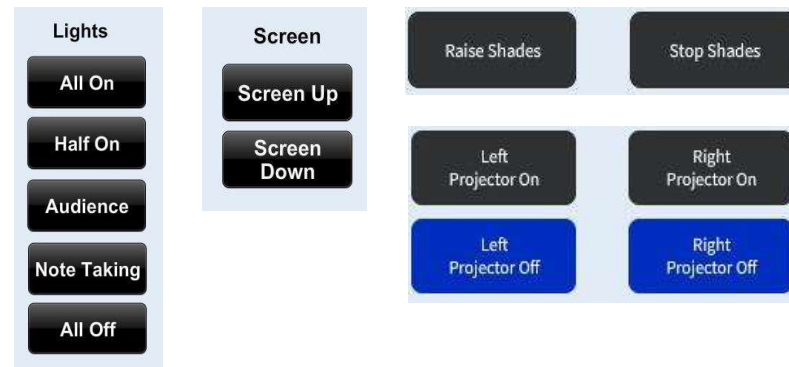 Lights
All On
Half On
Audience
Note Taking
All Off
Screen
Screen Up
Screen
Down
Raise Shades
Stop Shades
Left
Projector On
Right
Projector On
Left
Projector Off
Right
Projector Off